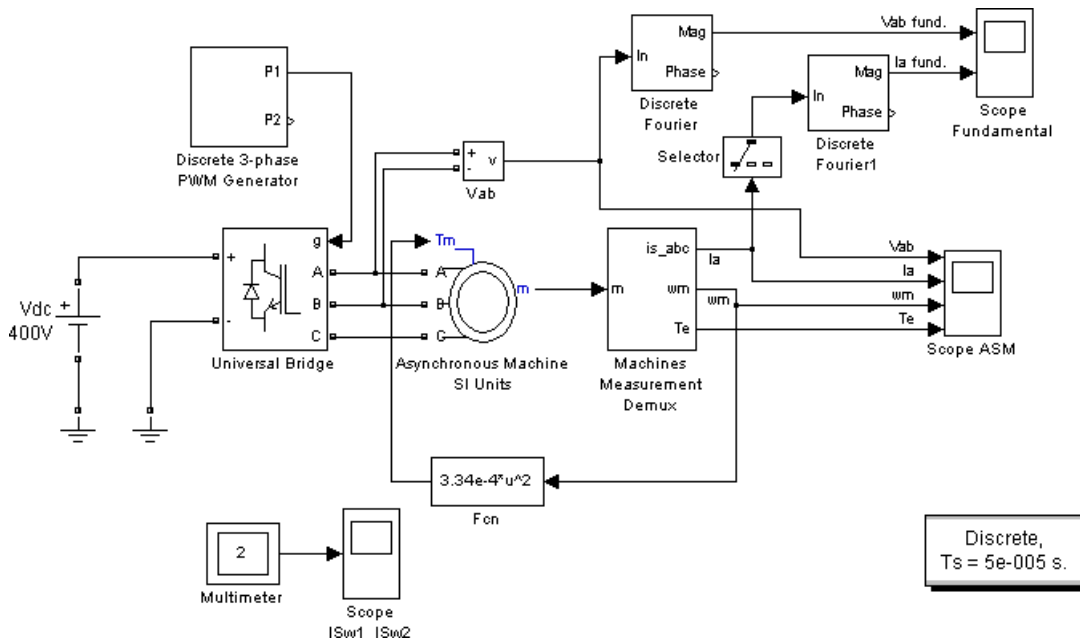 Vab fund.
Mag
In
Phase
Discrete
Fourier
Ia fund.
Mag
In
Phase
Discrete
Fourier1
Scope
Fundamental
P1
P2
Discrete 3-phase
PWM Generator
+
-
v
Vab
Selector
g
+
A
B
-
C
Universal Bridge
Vdc +
400V
Tm
A
B
C
m
Asynchronous Machine
SI Units
m
is_abc
wm
Te
Machines
Measurement
Demux
Ia
wm
Vab
Ia
wm
Te
Scope ASM
3.34e-4*u^2
Fcn
2
Multimeter
Scope
ISw1 ISw2
Discrete,
Ts = 5e-005 s.